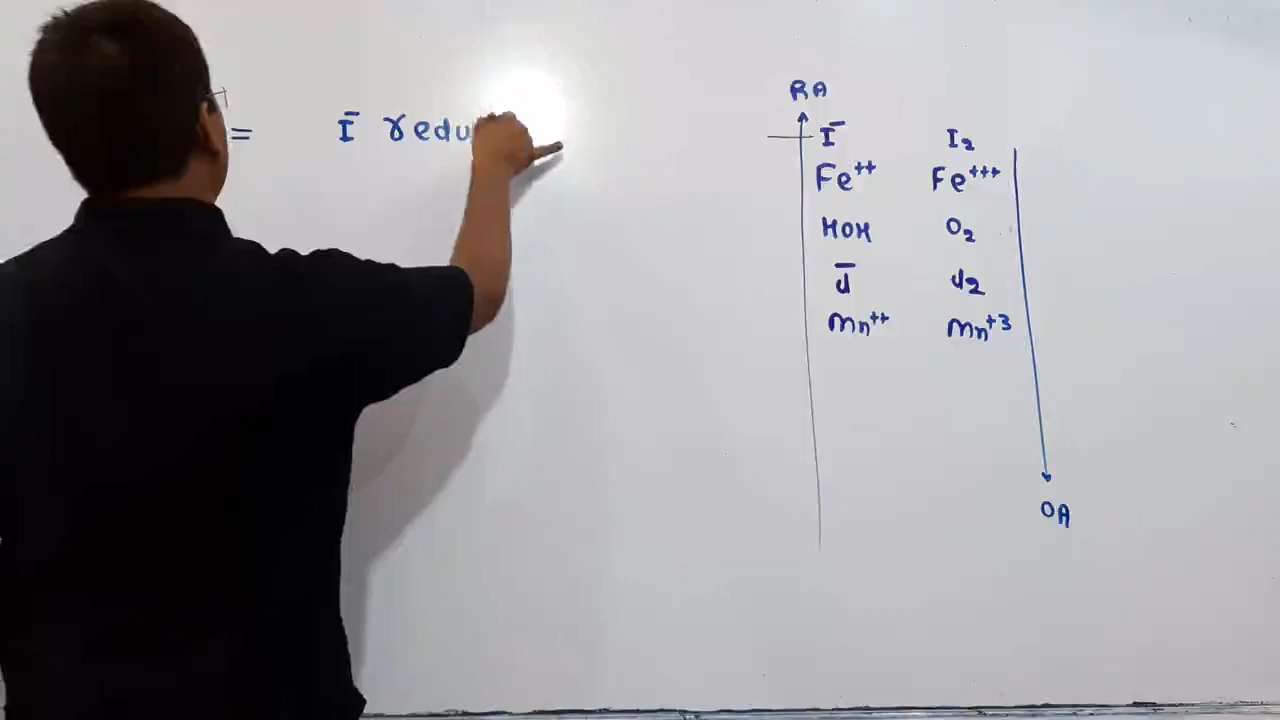 = I⁻ redu
RA
I⁻ I₂
Fe⁺⁺ Fe⁺⁺⁺
HOH O₂
Cl⁻ Cl₂
Mn⁺⁺ Mn⁺³
OA